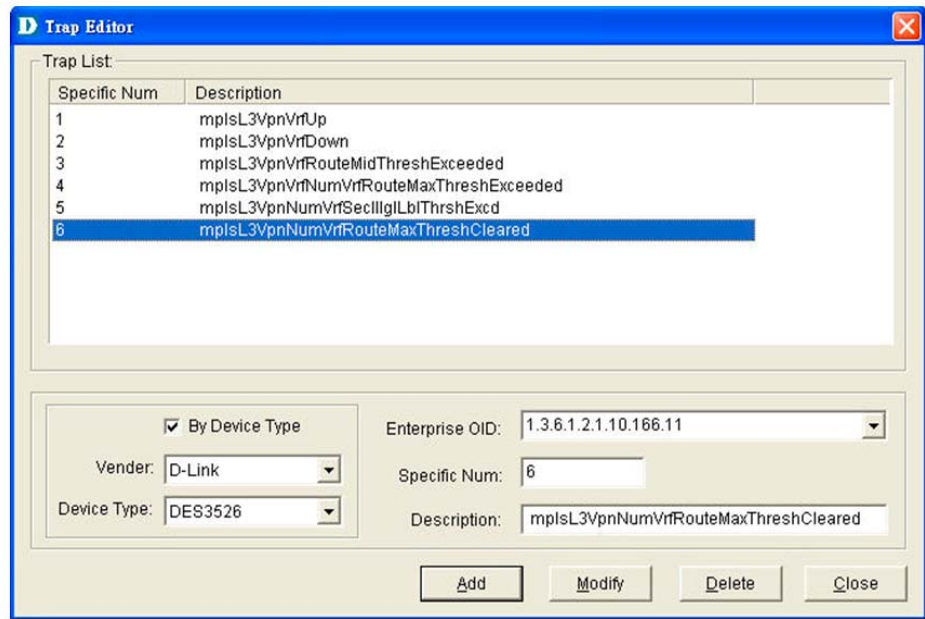 D Trap Editor
Trap List:
Specific Num Description
1 mplsL3VpnVrfUp
2 mplsL3VpnVrfDown
3 mplsL3VpnVrfRouteMidThreshExceeded
4 mplsL3VpnVrfNumVrfRouteMaxThreshExceeded
5 mplsL3VpnNumVrfSecIllglLblThrshExcd
6 mplsL3VpnNumVrfRouteMaxThreshCleared
By Device Type
Vender: D-Link
Device Type: DES3526
Enterprise OID: 1.3.6.1.2.1.10.166.11
Specific Num: 6
Description: mplsL3VpnNumVrfRouteMaxThreshCleared
Add Modify Delete Close